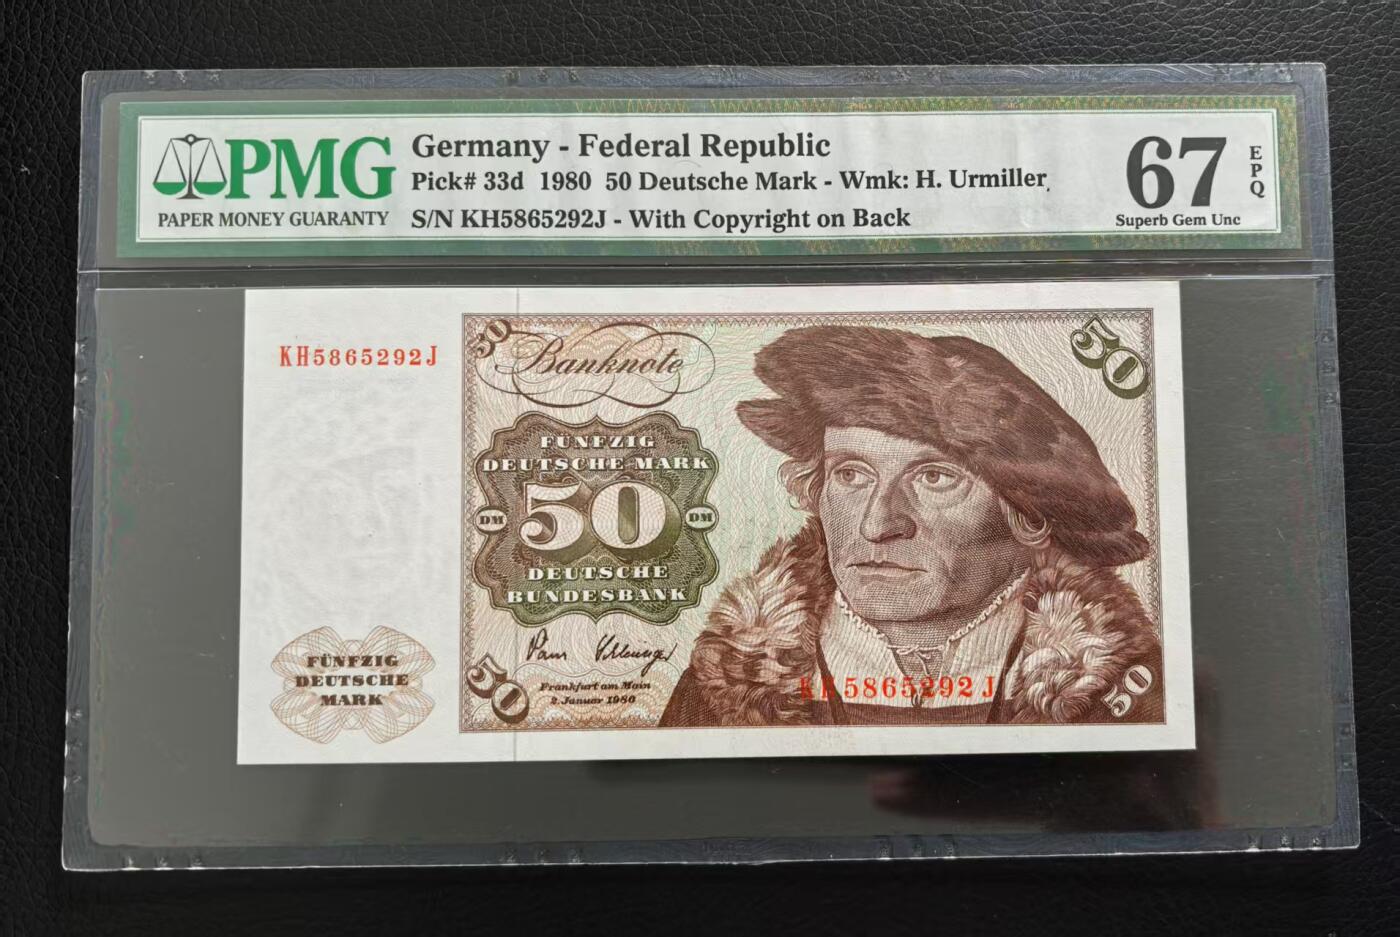 PMG
PAPER MONEY GUARANTY
Germany - Federal Republic
Pick# 33d 1980 50 Deutsche Mark - Wmk: H. Urmiller
S/N KH5865292J - With Copyright on Back
67
EPQ
Superb Gem Unc
KH5865292J
50
Banknote
50
FÜNFZIG
DEUTSCHE MARK
DM 50 DM
DEUTSCHE
BUNDESBANK
FÜNFZIG
DEUTSCHE
MARK
50
Frankfurt am Main
2. Januar 1980
KH5865292J
50